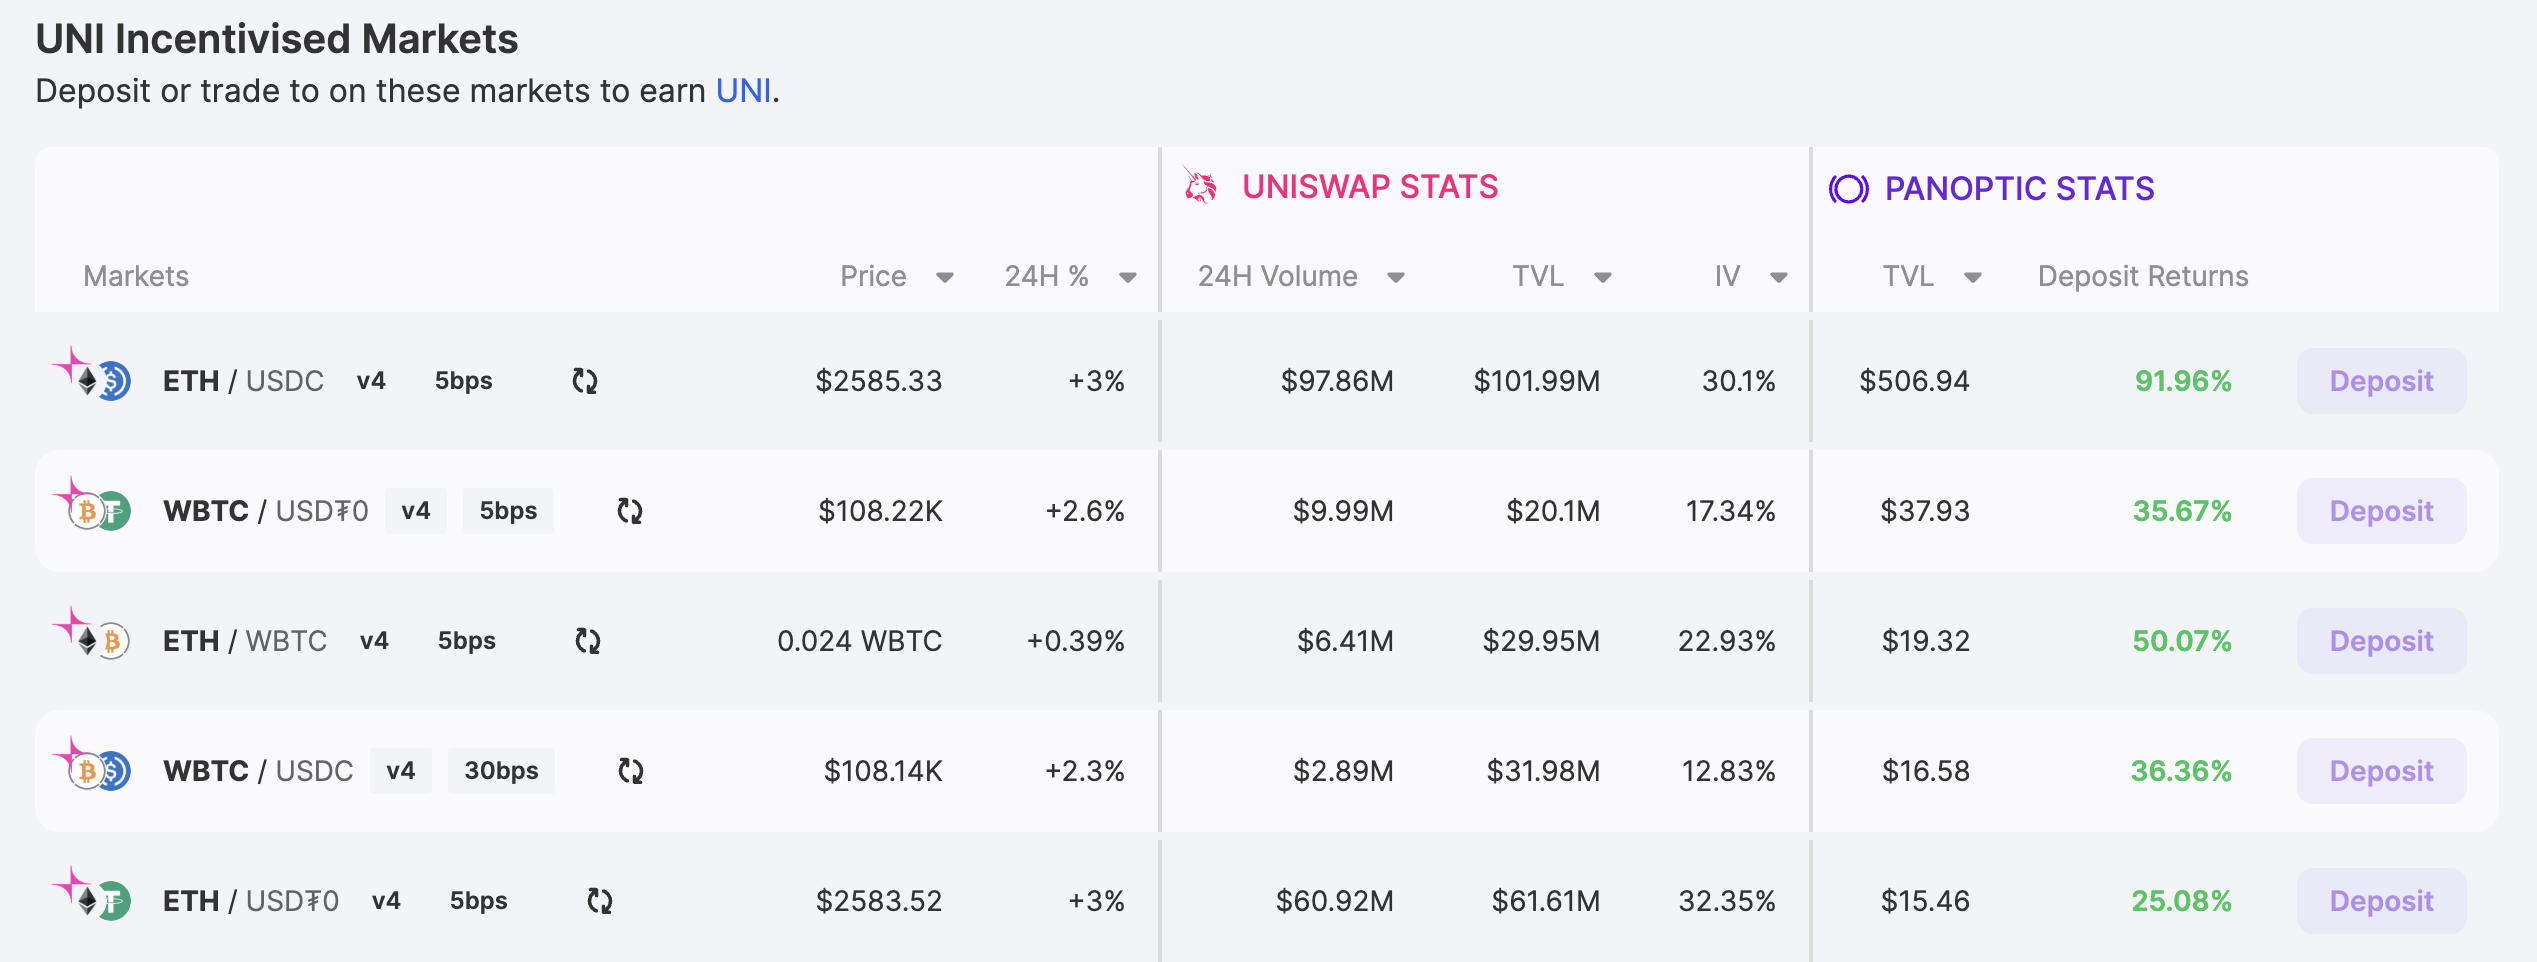 UNI Incentivised Markets
Deposit or trade to on these markets to earn UNI.
UNISWAP STATS PANOPTIC STATS
Markets Price 24H % 24H Volume TVL IV TVL Deposit Returns
ETH / USDC v4 5bps $2585.33 +3% $97.86M $101.99M 30.1% $506.94 91.96% Deposit
WBTC / USD₮0 v4 5bps $108.22K +2.6% $9.99M $20.1M 17.34% $37.93 35.67% Deposit
ETH / WBTC v4 5bps 0.024 WBTC +0.39% $6.41M $29.95M 22.93% $19.32 50.07% Deposit
WBTC / USDC v4 30bps $108.14K +2.3% $2.89M $31.98M 12.83% $16.58 36.36% Deposit
ETH / USD₮0 v4 5bps $2583.52 +3% $60.92M $61.61M 32.35% $15.46 25.08% Deposit